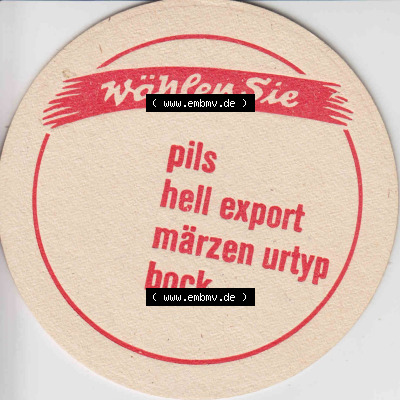 wählen Sie
( www.embmv.de )
pils
hell export
märzen urtyp
bock
( www.embmv.de )